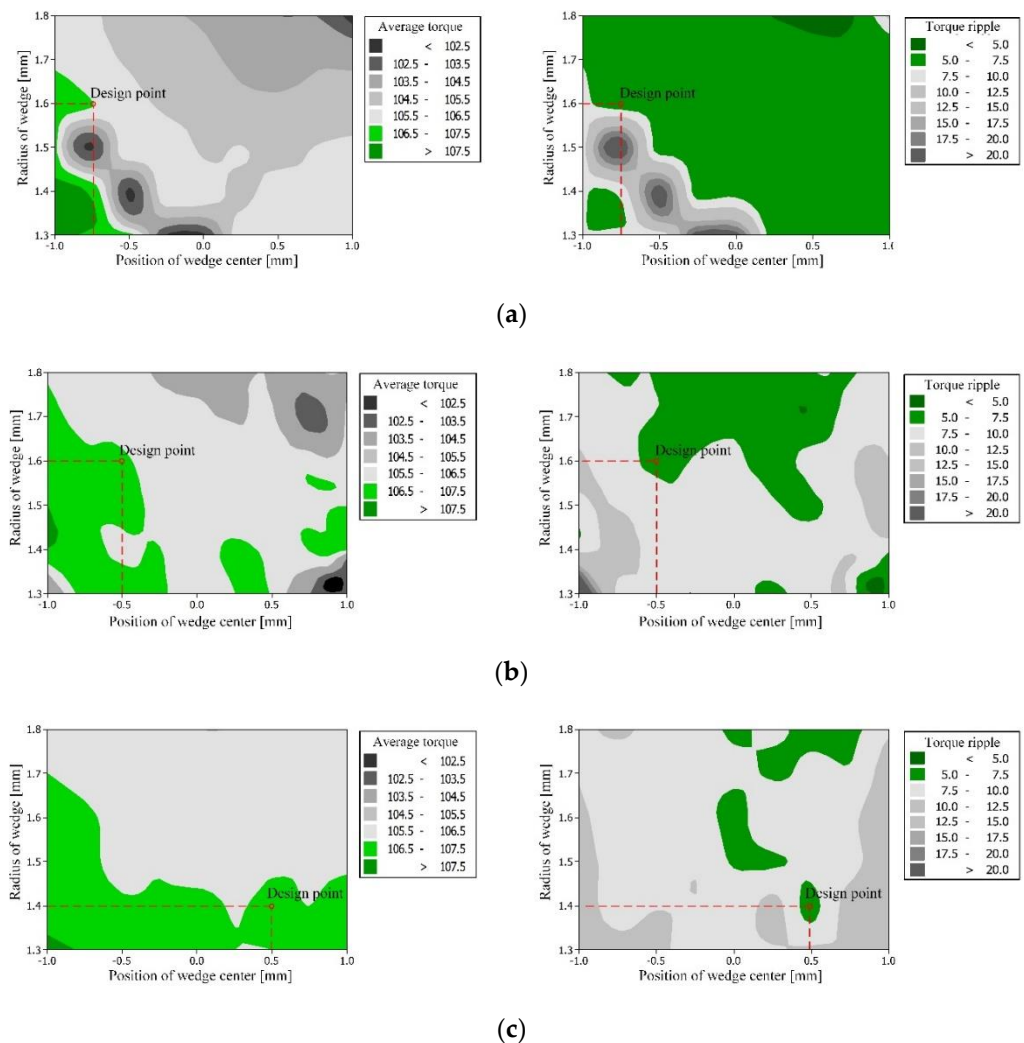 Average torque
< 102.5
102.5 - 103.5
103.5 - 104.5
104.5 - 105.5
105.5 - 106.5
106.5 - 107.5
> 107.5
Radius of wedge [mm]
1.8
1.7
1.6
1.5
1.4
1.3
Design point
-1.0
-0.5
0.0
0.5
1.0
Position of wedge center [mm]
Torque ripple
< 5.0
5.0 - 7.5
7.5 - 10.0
10.0 - 12.5
12.5 - 15.0
15.0 - 17.5
17.5 - 20.0
> 20.0
Radius of wedge [mm]
1.8
1.7
1.6
1.5
1.4
1.3
Design point
-1.0
-0.5
0.0
0.5
1.0
Position of wedge center [mm]
(a)
Average torque
< 102.5
102.5 - 103.5
103.5 - 104.5
104.5 - 105.5
105.5 - 106.5
106.5 - 107.5
> 107.5
Radius of wedge [mm]
1.8
1.7
1.6
1.5
1.4
1.3
Design point
-1.0
-0.5
0.0
0.5
1.0
Position of wedge center [mm]
Torque ripple
< 5.0
5.0 - 7.5
7.5 - 10.0
10.0 - 12.5
12.5 - 15.0
15.0 - 17.5
17.5 - 20.0
> 20.0
Radius of wedge [mm]
1.8
1.7
1.6
1.5
1.4
1.3
Design point
-1.0
-0.5
0.0
0.5
1.0
Position of wedge center [mm]
(b)
Average torque
< 102.5
102.5 - 103.5
103.5 - 104.5
104.5 - 105.5
105.5 - 106.5
106.5 - 107.5
> 107.5
Radius of wedge [mm]
1.8
1.7
1.6
1.5
1.4
1.3
Design point
-1.0
-0.5
0.0
0.5
1.0
Position of wedge center [mm]
Torque ripple
< 5.0
5.0 - 7.5
7.5 - 10.0
10.0 - 12.5
12.5 - 15.0
15.0 - 17.5
17.5 - 20.0
> 20.0
Radius of wedge [mm]
1.8
1.7
1.6
1.5
1.4
1.3
Design point
-1.0
-0.5
0.0
0.5
1.0
Position of wedge center [mm]
(c)